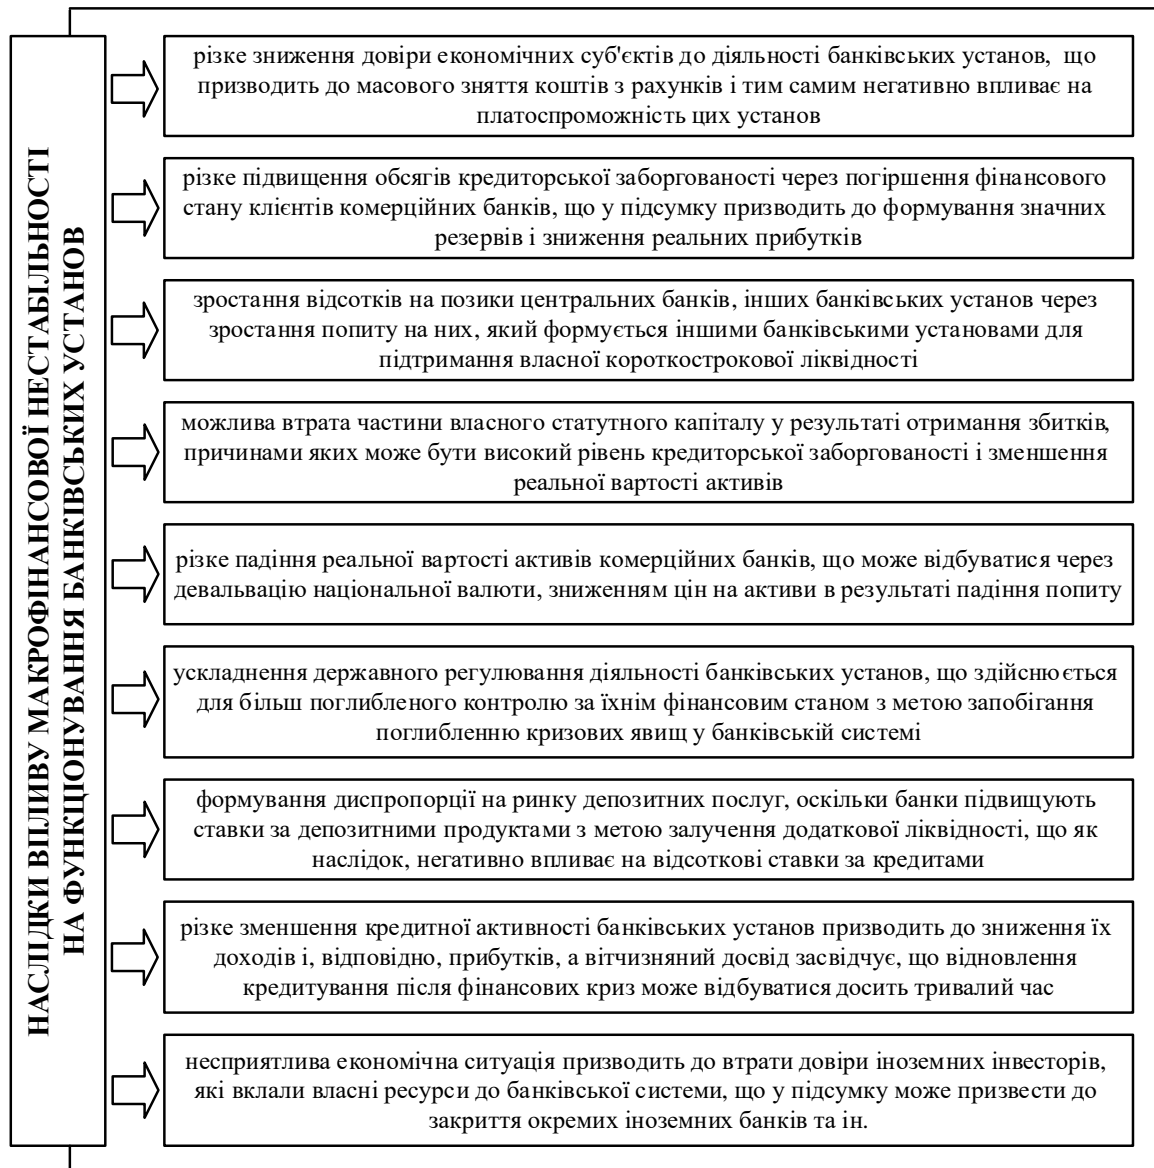 НАСЛІДКИ ВПЛИВУ МАКРОФІНАНСОВОЇ НЕСТАБІЛЬНОСТІ
НА ФУНКЦІОНУВАННЯ БАНКІВСЬКИХ УСТАНОВ
різке зниження довіри економічних суб'єктів до діяльності банківських установ, що
призводить до масового зняття коштів з рахунків і тим самим негативно впливає на
платоспроможність цих установ
різке підвищення обсягів кредиторської заборгованості через погіршення фінансового
стану клієнтів комерційних банків, що у підсумку призводить до формування значних
резервів і зниження реальних прибутків
зростання відсотків на позики центральних банків, інших банківських установ через
зростання попиту на них, який формується іншими банківськими установами для
підтримання власної короткострокової ліквідності
можлива втрата частини власного статутного капіталу у результаті отримання збитків,
причинами яких може бути високий рівень кредиторської заборгованості і зменшення
реальної вартості активів
різке падіння реальної вартості активів комерційних банків, що може відбуватися через
девальвацію національної валюти, зниженням цін на активи в результаті падіння попиту
ускладнення державного регулювання діяльності банківських установ, що здійснюється
для більш поглибленого контролю за їхнім фінансовим станом з метою запобігання
поглибленню кризових явищ у банківській системі
формування диспропорції на ринку депозитних послуг, оскільки банки підвищують
ставки за депозитними продуктами з метою залучення додаткової ліквідності, що як
наслідок, негативно впливає на відсоткові ставки за кредитами
різке зменшення кредитної активності банківських установ призводить до зниження їх
доходів і, відповідно, прибутків, а вітчизняний досвід засвідчує, що відновлення
кредитування після фінансових криз може відбуватися досить тривалий час
несприятлива економічна ситуація призводить до втрати довіри іноземних інвесторів,
які вклали власні ресурси до банківської системи, що у підсумку може призвести до
закриття окремих іноземних банків та ін.